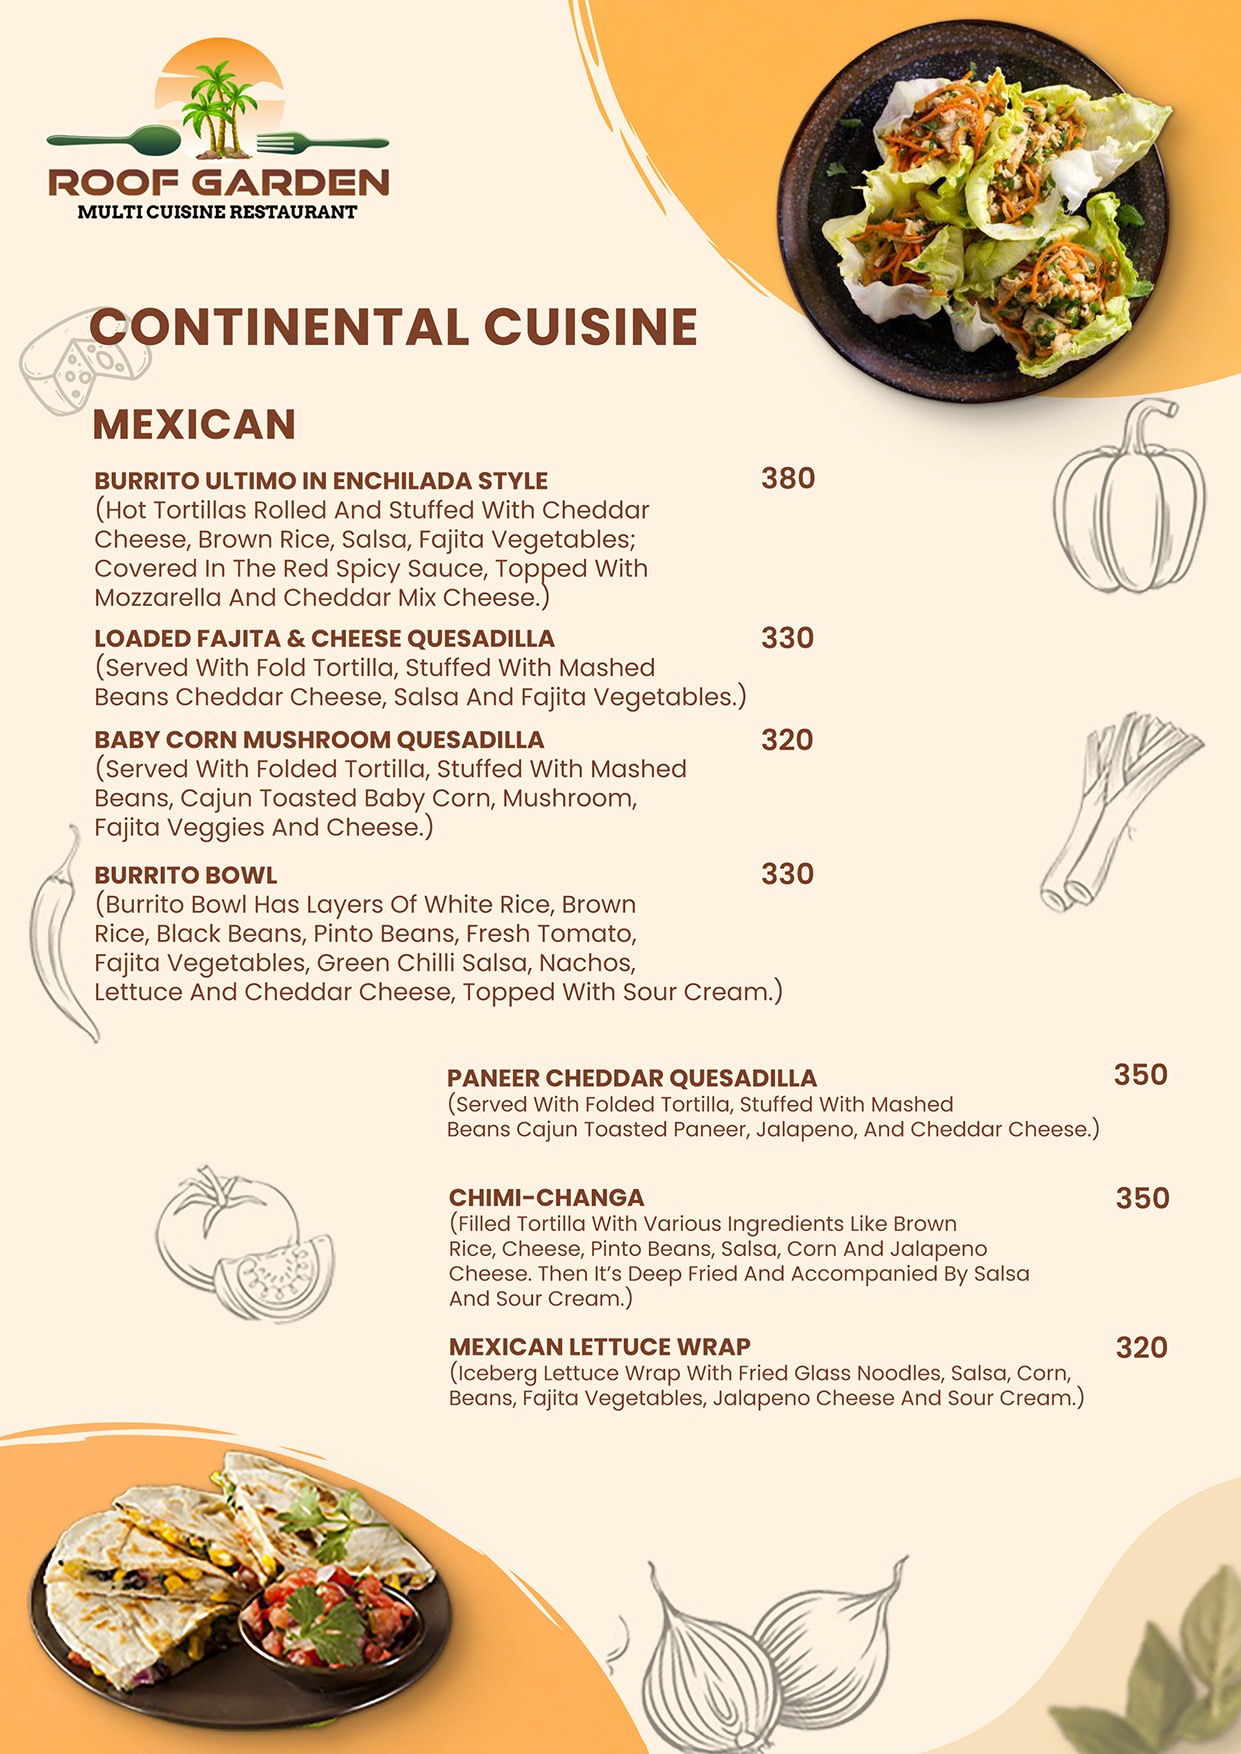 ROOF GARDEN
MULTI CUISINE RESTAURANT
CONTINENTAL CUISINE
MEXICAN
BURRITO ULTIMO IN ENCHILADA STYLE 380
(Hot Tortillas Rolled And Stuffed With Cheddar
Cheese, Brown Rice, Salsa, Fajita Vegetables;
Covered In The Red Spicy Sauce, Topped With
Mozzarella And Cheddar Mix Cheese.)
LOADED FAJITA & CHEESE QUESADILLA 330
(Served With Fold Tortilla, Stuffed With Mashed
Beans Cheddar Cheese, Salsa And Fajita Vegetables.)
BABY CORN MUSHROOM QUESADILLA 320
(Served With Folded Tortilla, Stuffed With Mashed
Beans, Cajun Toasted Baby Corn, Mushroom,
Fajita Veggies And Cheese.)
BURRITO BOWL 330
(Burrito Bowl Has Layers Of White Rice, Brown
Rice, Black Beans, Pinto Beans, Fresh Tomato,
Fajita Vegetables, Green Chilli Salsa, Nachos,
Lettuce And Cheddar Cheese, Topped With Sour Cream.)
PANEER CHEDDAR QUESADILLA 350
(Served With Folded Tortilla, Stuffed With Mashed
Beans Cajun Toasted Paneer, Jalapeno, And Cheddar Cheese.)
CHIMI-CHANGA 350
(Filled Tortilla With Various Ingredients Like Brown
Rice, Cheese, Pinto Beans, Salsa, Corn And Jalapeno
Cheese. Then It's Deep Fried And Accompanied By Salsa
And Sour Cream.)
MEXICAN LETTUCE WRAP 320
(Iceberg Lettuce Wrap With Fried Glass Noodles, Salsa, Corn,
Beans, Fajita Vegetables, Jalapeno Cheese And Sour Cream.)